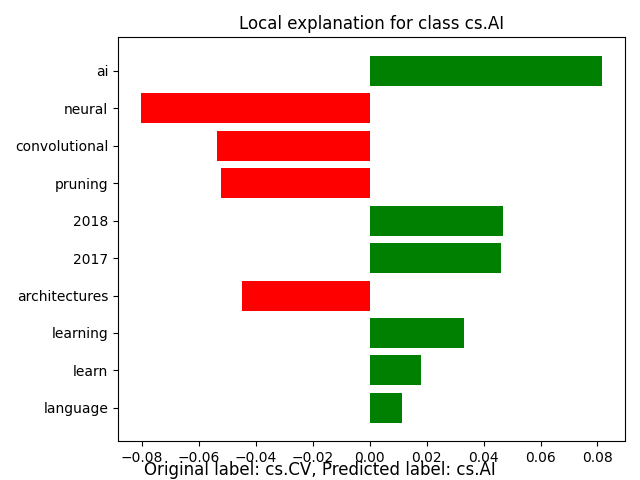 Local explanation for class cs.AI
ai
neural
convolutional
pruning
2018
2017
architectures
learning
learn
language
−0.08 −0.06 −0.04 −0.02 0.00 0.02 0.04 0.06 0.08
Original label: cs.CV, Predicted label: cs.AI